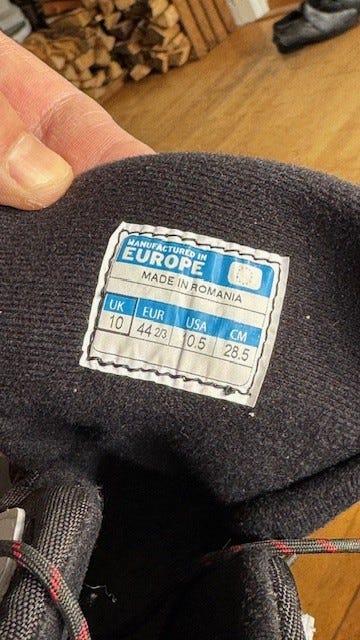 MANUFACTURED IN
EUROPE
MADE IN ROMANIA
UK EUR USA CM
10 44 2/3 10.5 28.5